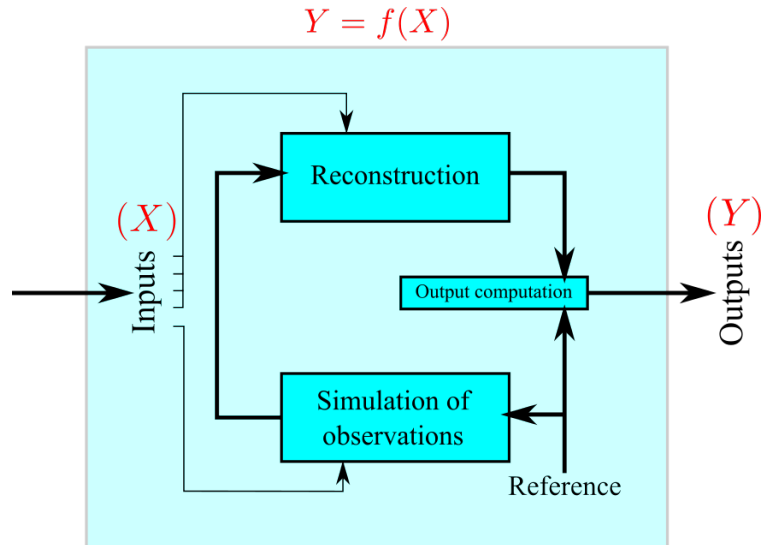 Y = f(X)
Reconstruction
(X)
(Y)
Inputs
Output computation
Outputs
Simulation of
observations
Reference